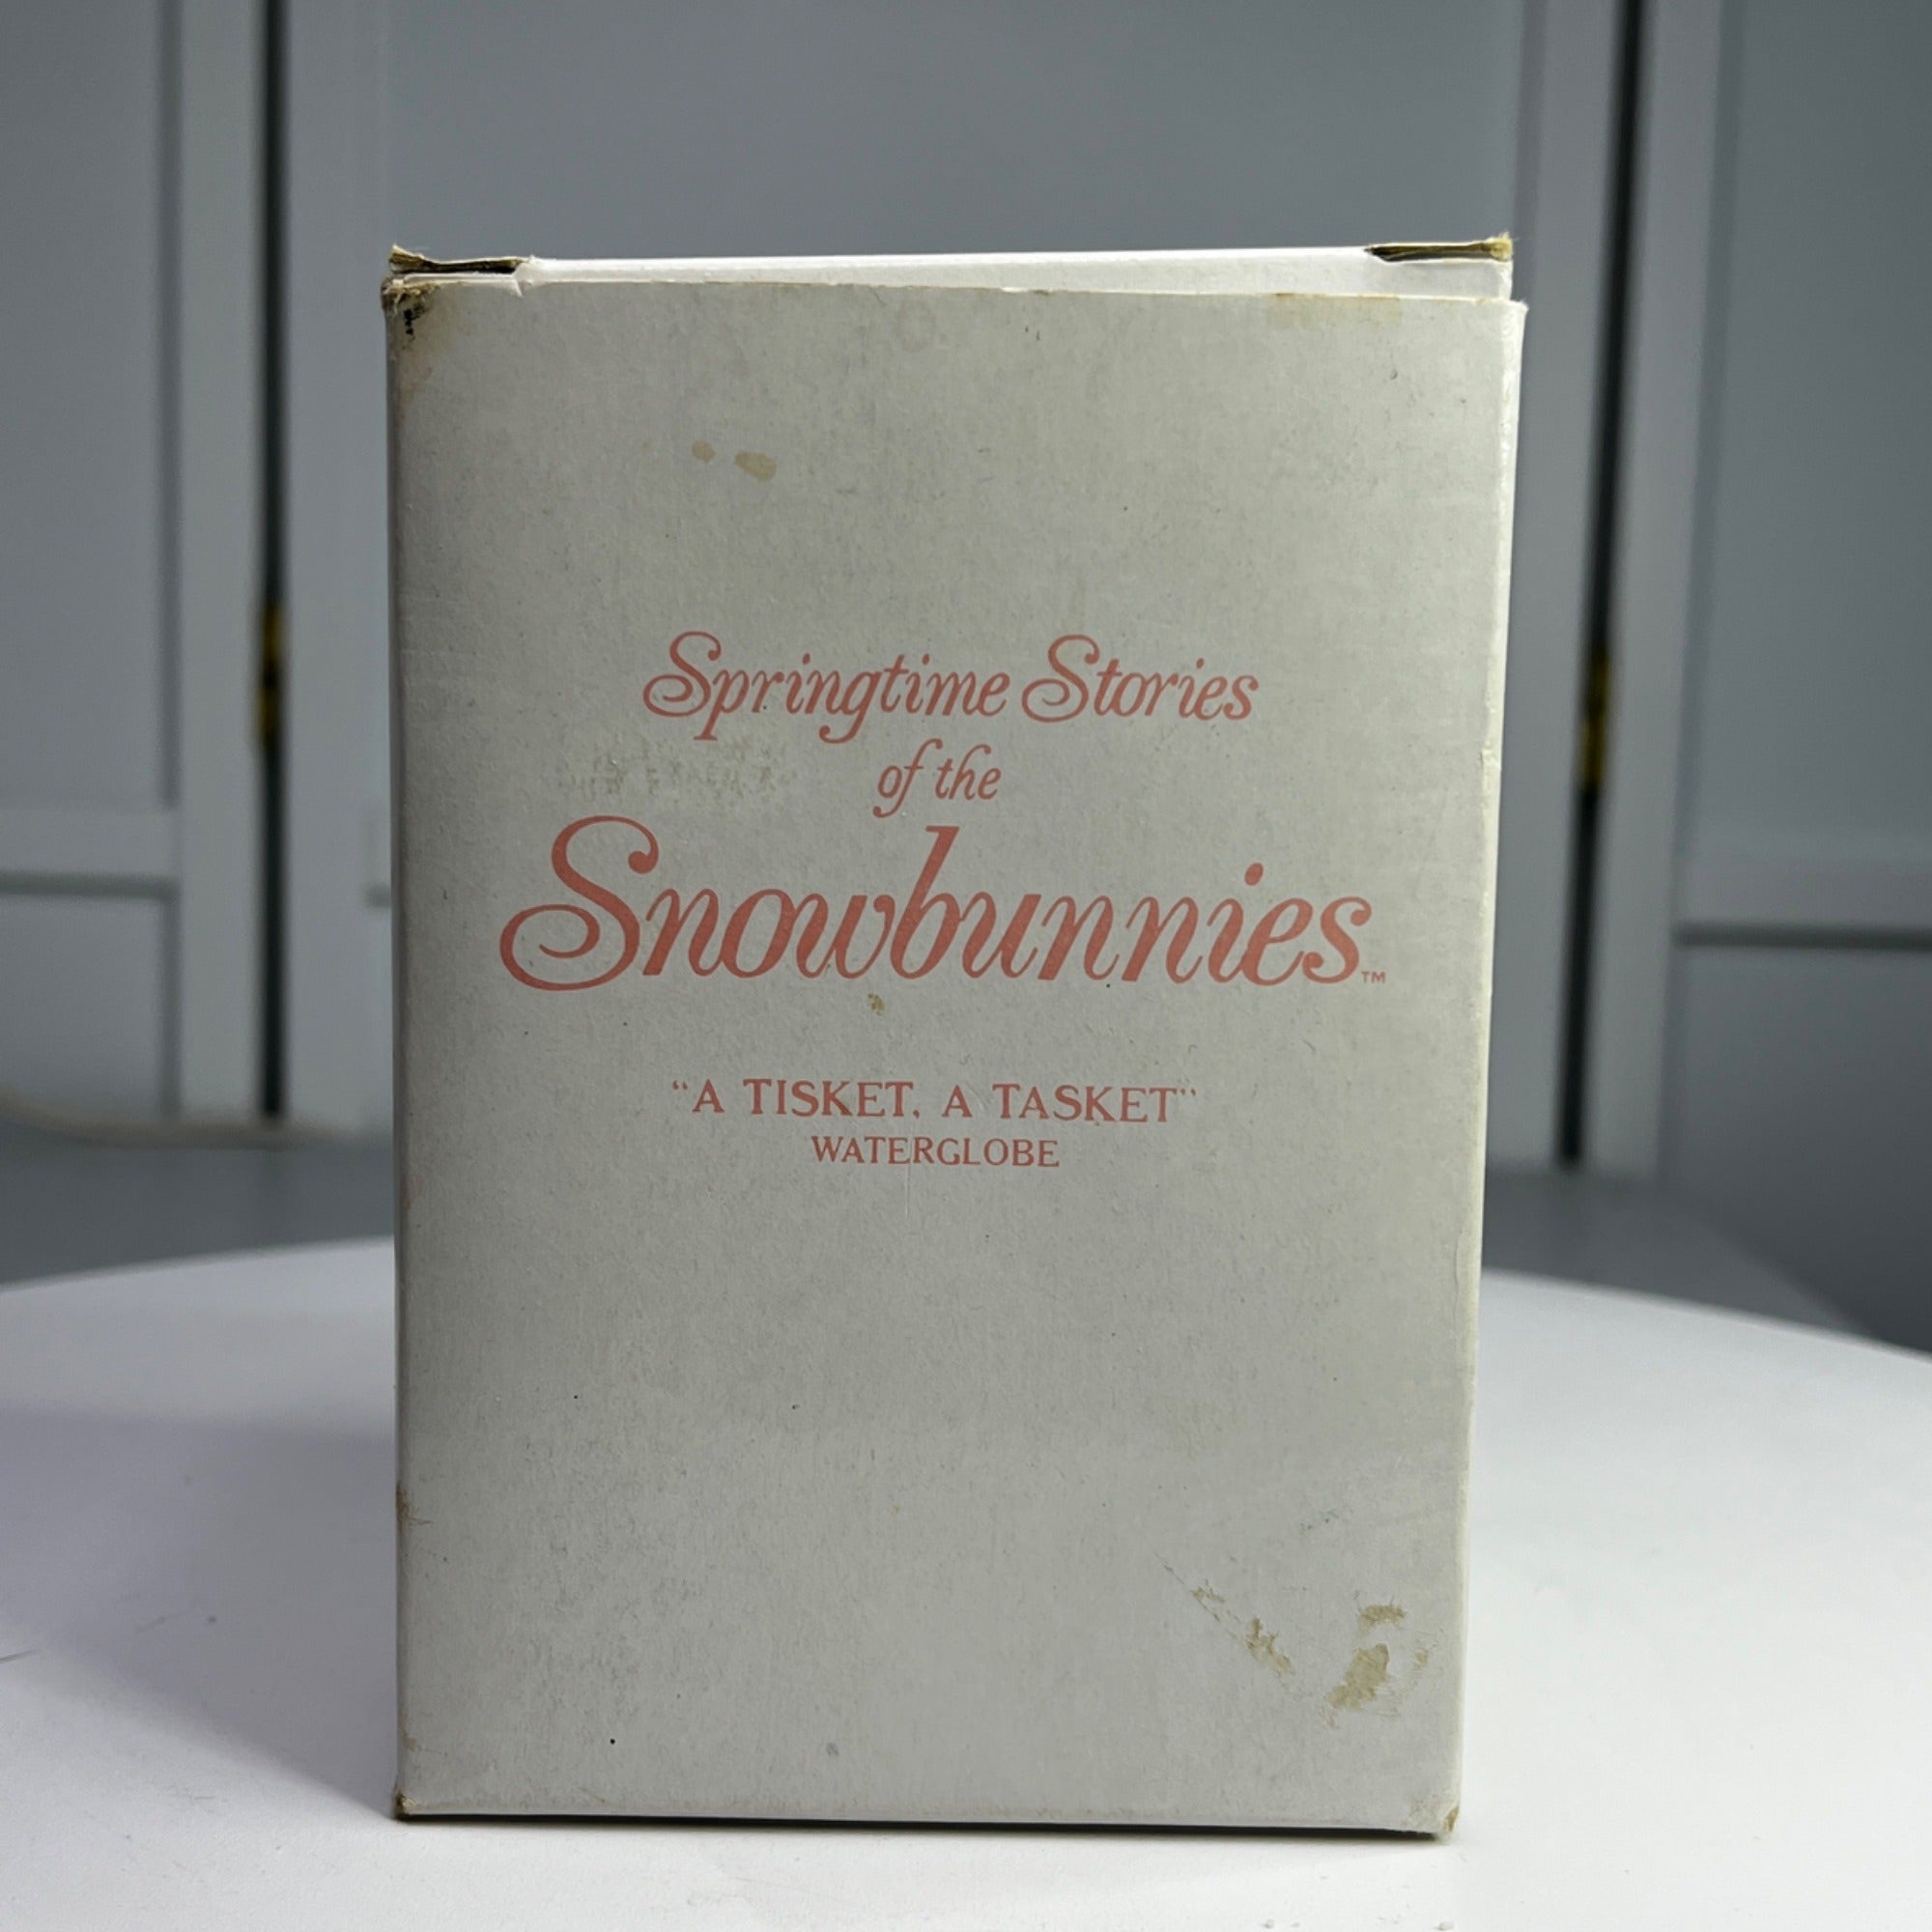 Springtime Stories
of the
Snowbunnies™
"A TISKET, A TASKET"
WATERGLOBE